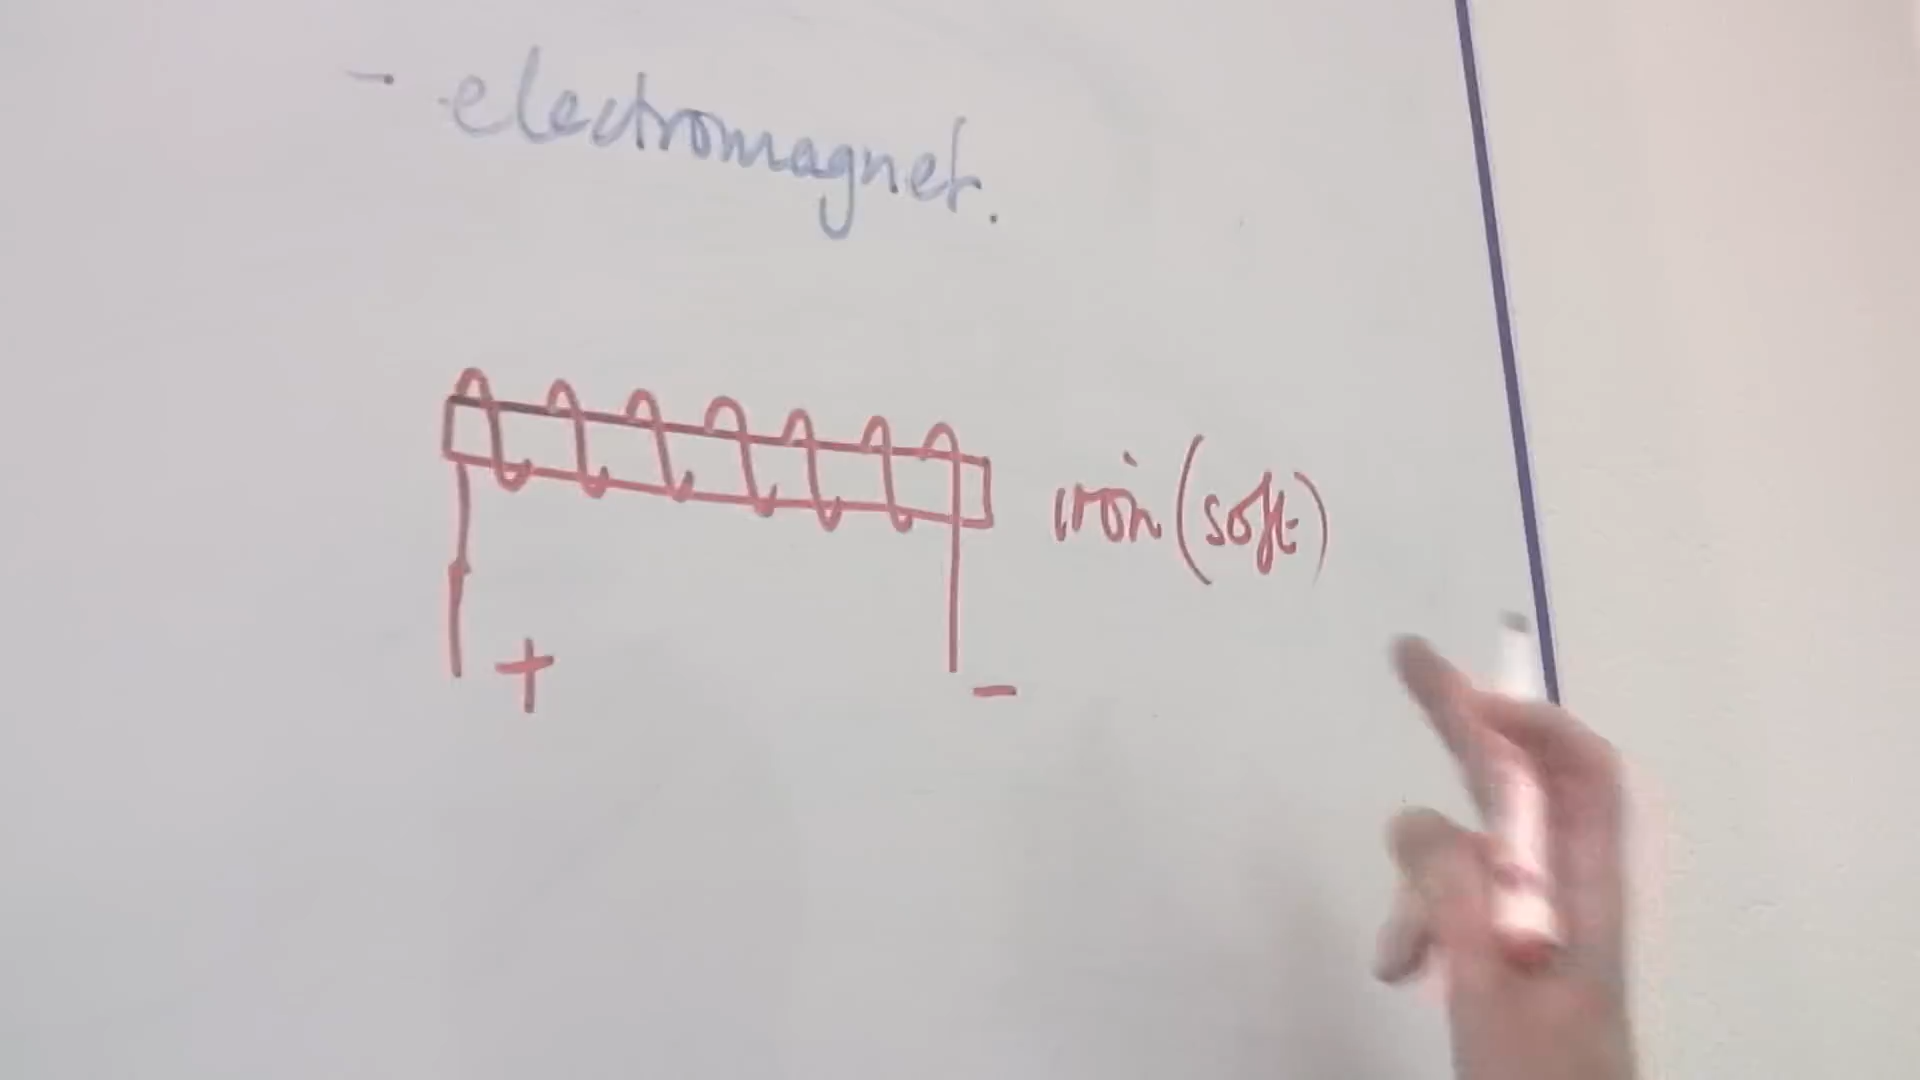 - electromagnet.
iron (soft)
+ -